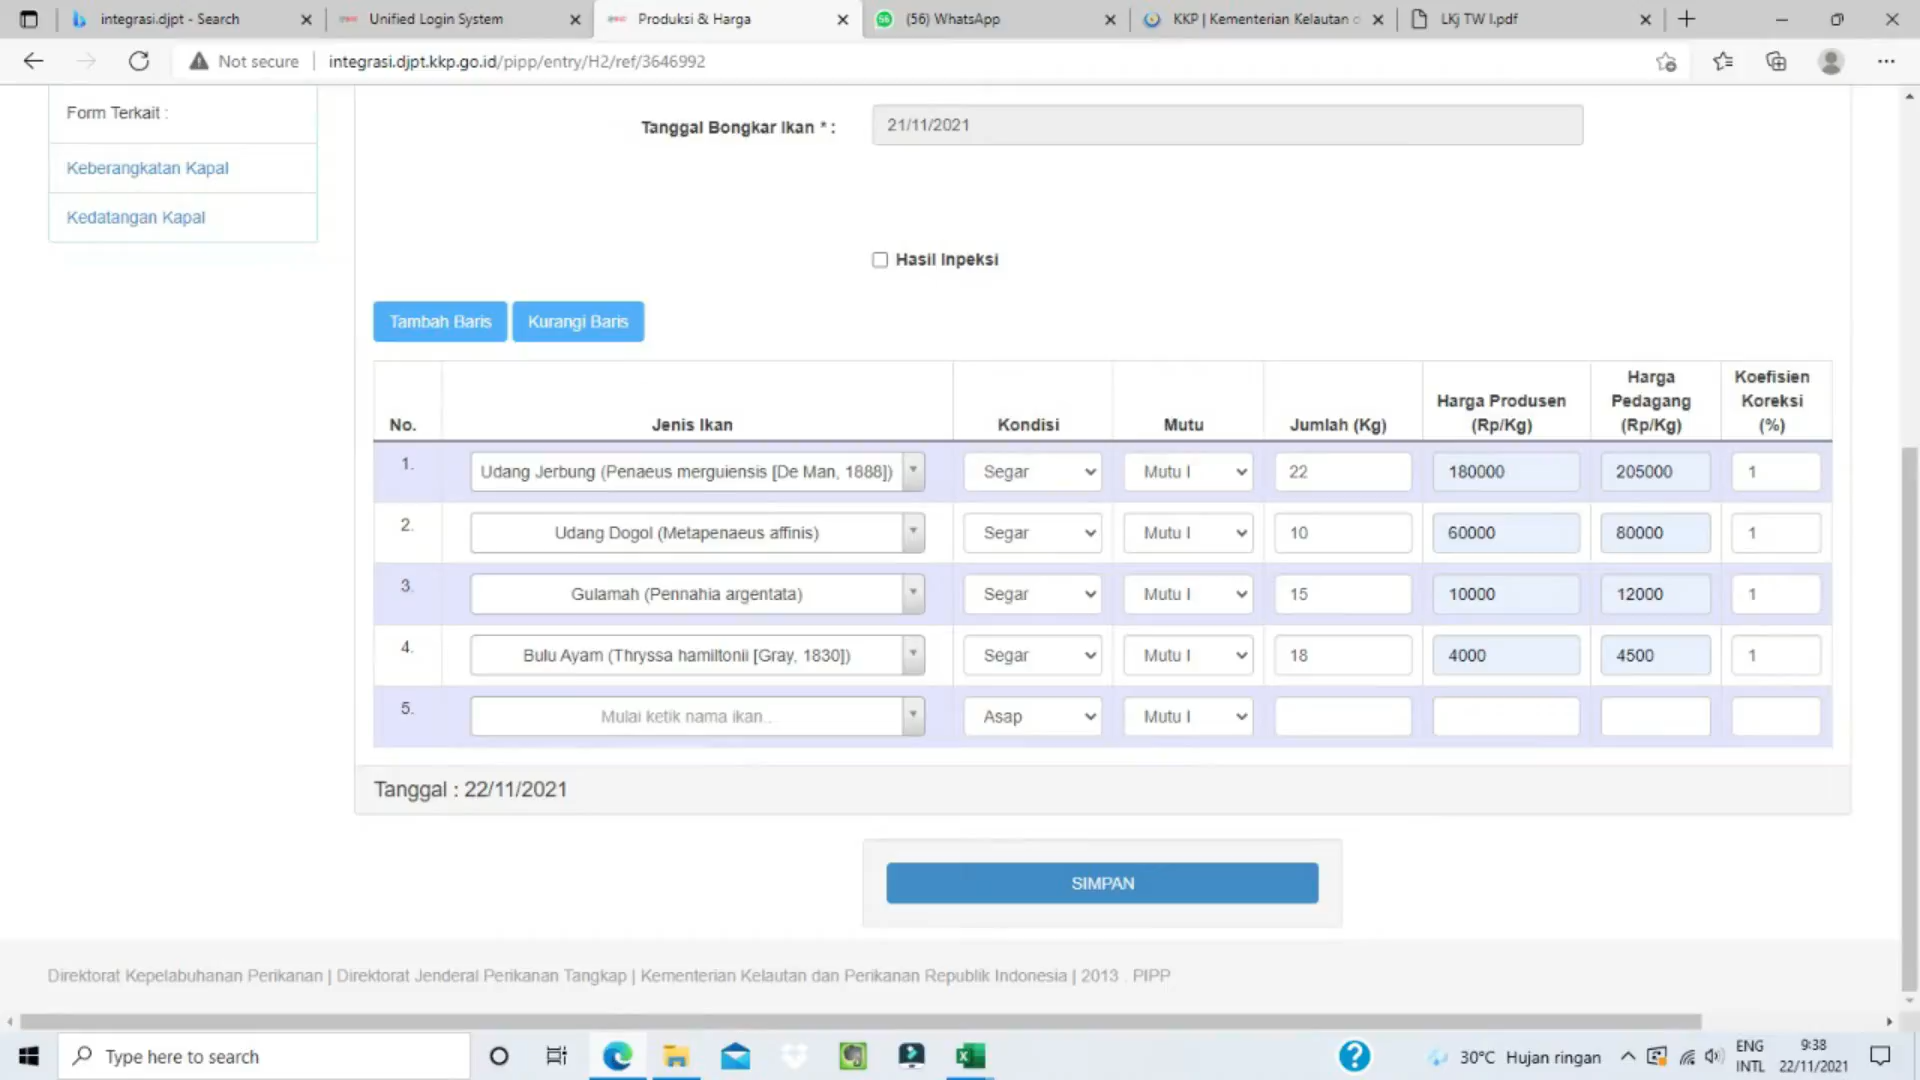 integrasi.djpt - Search
Unified Login System
Produksi & Harga
(56) WhatsApp
KKP | Kementerian Kelautan d
LKj TW I.pdf
Not secure
integrasi.djpt.kkp.go.id/pipp/entry/H2/ref/3646992
Form Terkait :
Keberangkatan Kapal
Kedatangan Kapal
Tanggal Bongkar Ikan * :
21/11/2021
Hasil Inpeksi
Tambah Baris
Kurangi Baris
No.
Jenis Ikan
Kondisi
Mutu
Jumlah (Kg)
Harga Produsen
(Rp/Kg)
Harga
Pedagang
(Rp/Kg)
Koefisien
Koreksi
(%)
1. Udang Jerbung (Penaeus merguiensis [De Man, 1888]) Segar Mutu I 22 180000 205000 1
2. Udang Dogol (Metapenaeus affinis) Segar Mutu I 10 60000 80000 1
3. Gulamah (Pennahia argentata) Segar Mutu I 15 10000 12000 1
4. Bulu Ayam (Thryssa hamiltonii [Gray, 1830]) Segar Mutu I 18 4000 4500 1
5. Mulai ketik nama ikan.. Asap Mutu I
Tanggal : 22/11/2021
SIMPAN
Direktorat Kepelabuhanan Perikanan | Direktorat Jenderal Perikanan Tangkap | Kementerian Kelautan dan Perikanan Republik Indonesia | 2013 . PIPP
Type here to search
30°C Hujan ringan
ENG
INTL
9:38
22/11/2021